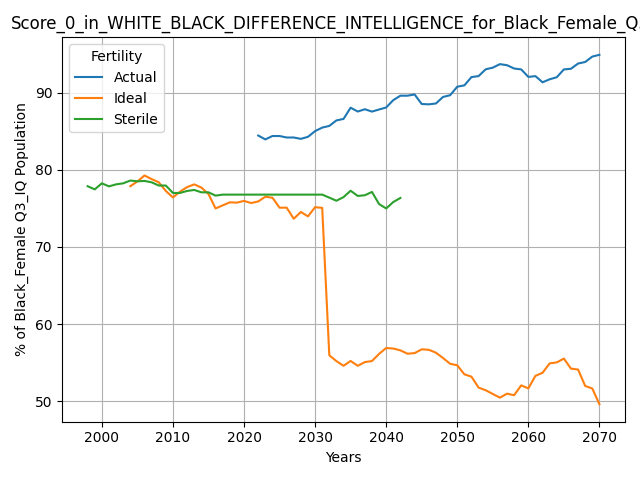 Score_0_in_WHITE_BLACK_DIFFERENCE_INTELLIGENCE_for_Black_Female_Q
Fertility
Actual
Ideal
Sterile
% of Black_Female Q3_IQ Population
90
80
70
60
50
2000 2010 2020 2030 2040 2050 2060 2070
Years